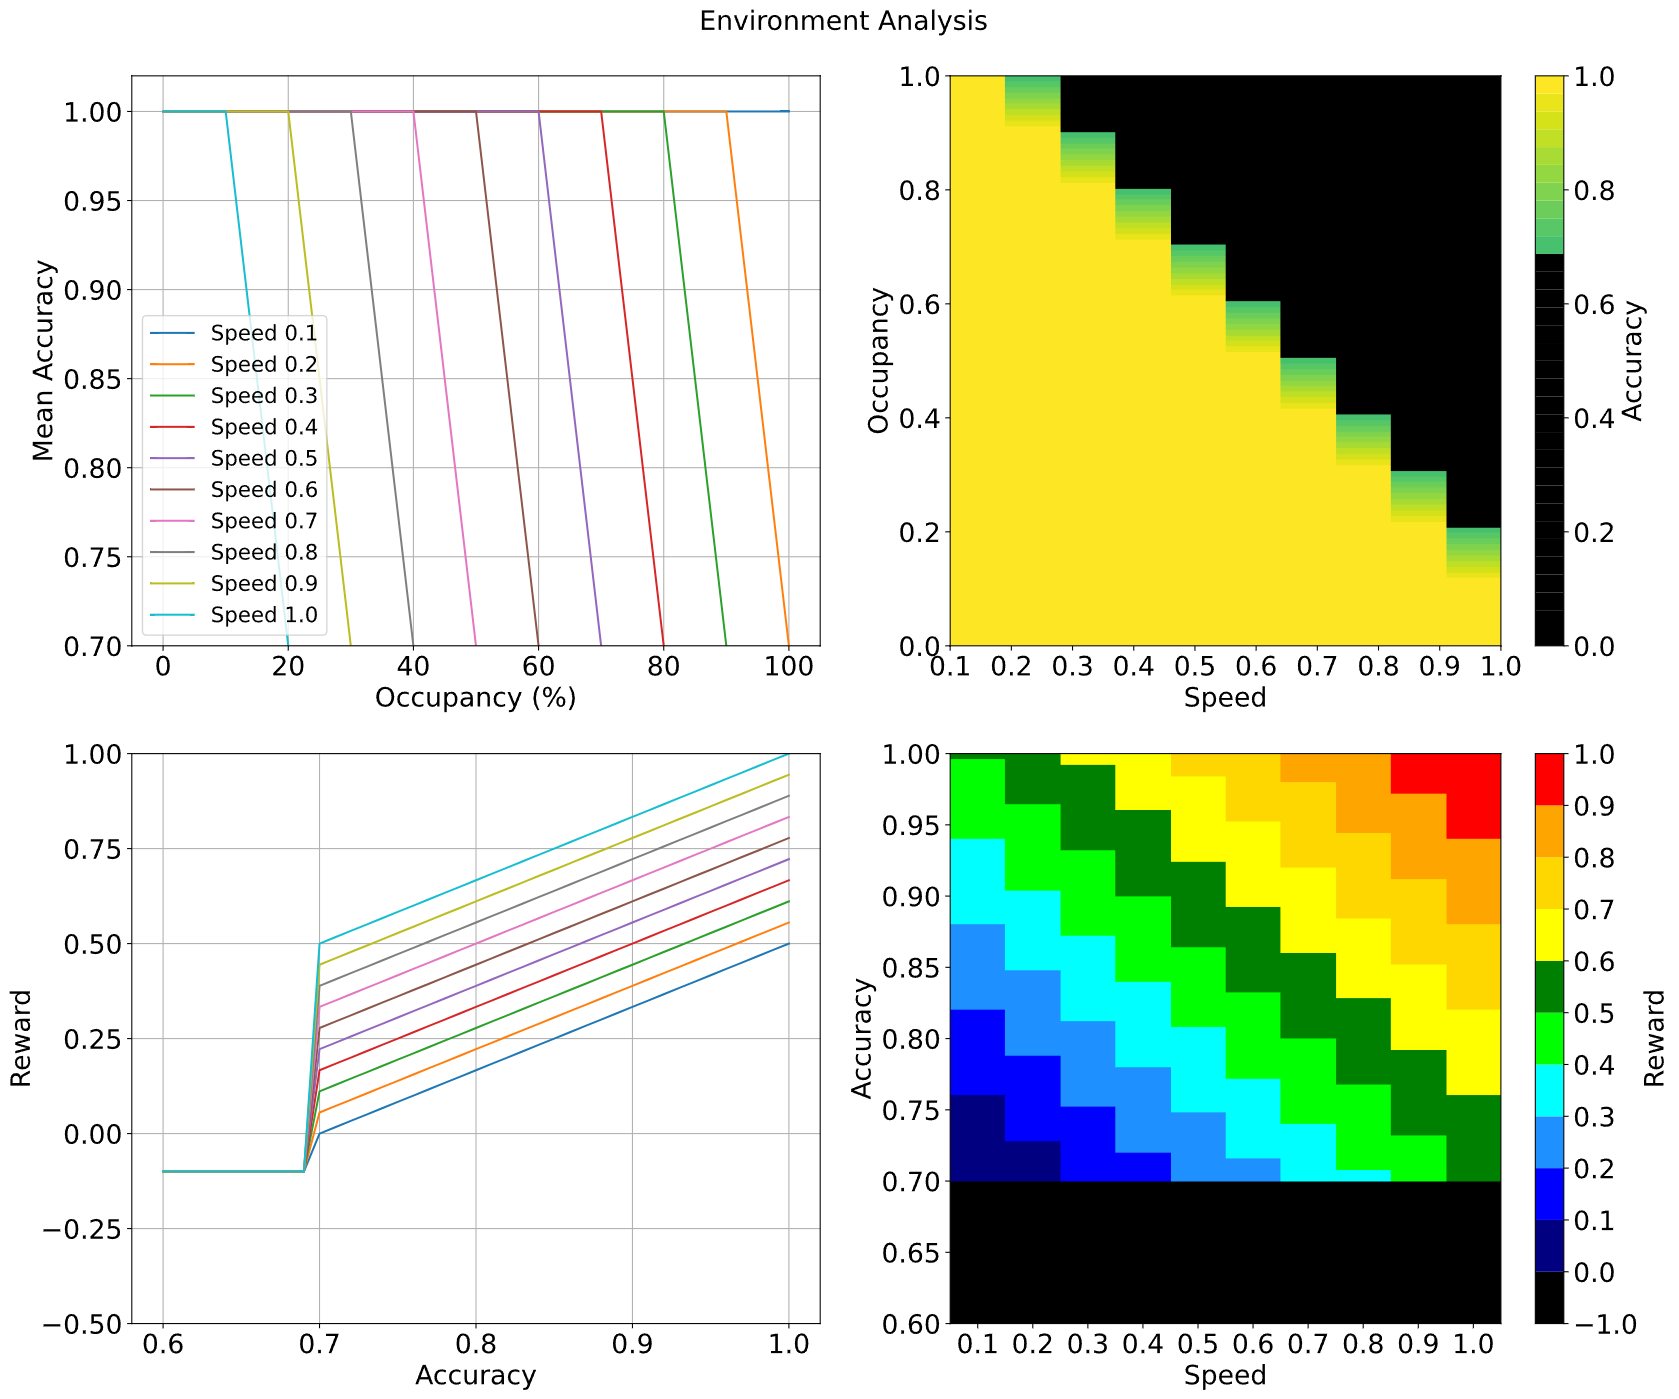 Environment Analysis
1.00
0.95
0.90
0.85
0.80
0.75
0.70
Mean Accuracy
Speed 0.1
Speed 0.2
Speed 0.3
Speed 0.4
Speed 0.5
Speed 0.6
Speed 0.7
Speed 0.8
Speed 0.9
Speed 1.0
0 20 40 60 80 100
Occupancy (%)
1.0
0.8
0.6
0.4
0.2
0.0
Occupancy
0.1 0.2 0.3 0.4 0.5 0.6 0.7 0.8 0.9 1.0
Speed
1.0
0.8
0.6
0.4
0.2
0.0
Accuracy
1.00
0.75
0.50
0.25
0.00
−0.25
−0.50
Reward
0.6 0.7 0.8 0.9 1.0
Accuracy
1.00
0.95
0.90
0.85
0.80
0.75
0.70
0.65
0.60
Accuracy
0.1 0.2 0.3 0.4 0.5 0.6 0.7 0.8 0.9 1.0
Speed
1.0
0.9
0.8
0.7
0.6
0.5
0.4
0.3
0.2
0.1
0.0
−1.0
Reward